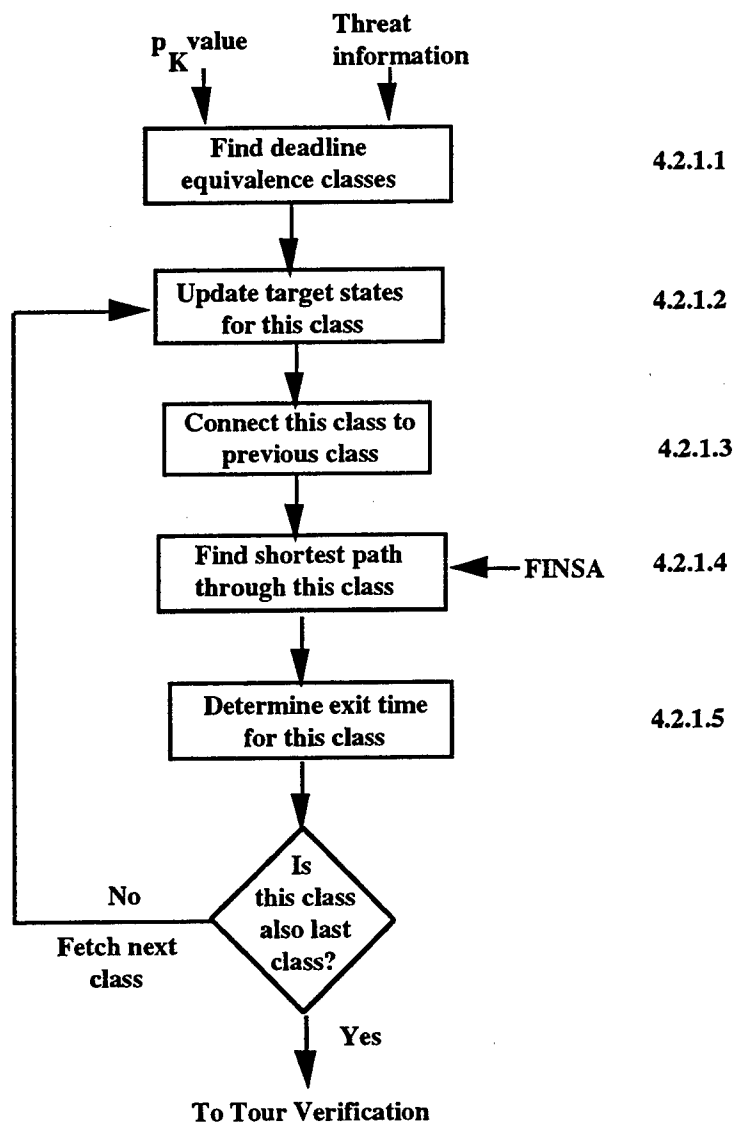 p_K value
Threat
information
Find deadline
equivalence classes
4.2.1.1
Update target states
for this class
4.2.1.2
Connect this class to
previous class
4.2.1.3
Find shortest path
through this class
FINSA
4.2.1.4
Determine exit time
for this class
4.2.1.5
Is
this class
also last
class?
No
Fetch next
class
Yes
To Tour Verification